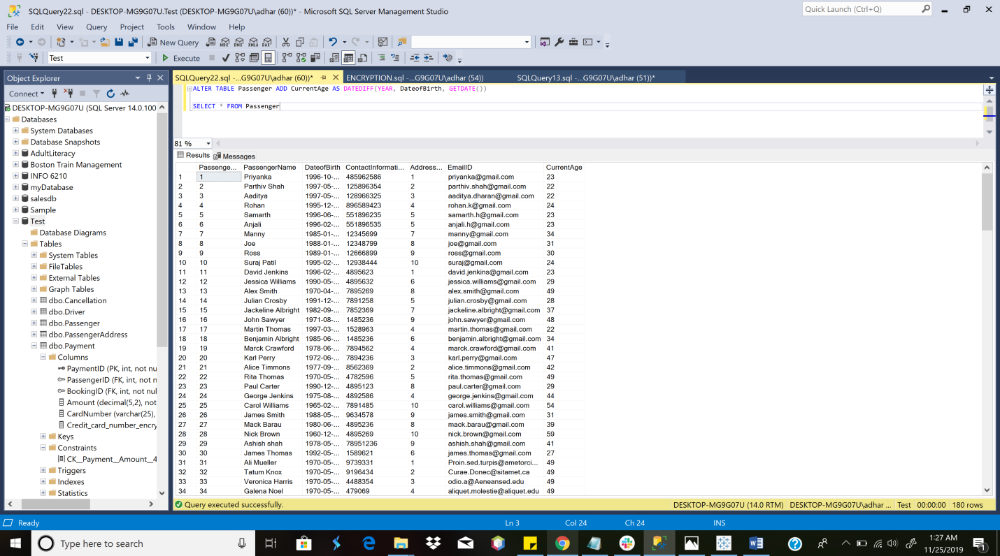 SQLQuery22.sql - DESKTOP-MG9G07U.Test (DESKTOP-MG9G07U\adhar (60))* - Microsoft SQL Server Management Studio
Quick Launch (Ctrl+Q)
File Edit View Query Project Tools Window Help
New Query MDX DMX XMLA DAX
Test Execute
Object Explorer
Connect
DESKTOP-MG9G07U (SQL Server 14.0.100
Databases
System Databases
Database Snapshots
AdultLiteracy
Boston Train Management
INFO 6210
myDatabase
salesdb
Sample
Test
Database Diagrams
Tables
System Tables
FileTables
External Tables
Graph Tables
dbo.Cancellation
dbo.Driver
dbo.Passenger
dbo.PassengerAddress
dbo.Payment
Columns
PaymentID (PK, int, not nu
PassengerID (FK, int, not n
BookingID (FK, int, not nul
Amount (decimal(5,2), not
CardNumber (varchar(25),
Credit_card_number_encry
Keys
Constraints
CK__Payment__Amount__4
Triggers
Indexes
Statistics
SQLQuery22.sql -...G9G07U\adhar (60))* ENCRYPTION.sql -...G9G07U\adhar (54)) SQLQuery13.sql -...G9G07U\adhar (51))*
ALTER TABLE Passenger ADD CurrentAge AS DATEDIFF(YEAR, DateofBirth, GETDATE())
SELECT * FROM Passenger
81 %
Results Messages
Passenge... PassengerName DateofBirth ContactInformati... Address... EmailID CurrentAge
1 1 Priyanka 1996-10-... 485962586 1 priyanka@gmail.com 23
2 2 Parthiv Shah 1997-05-... 125896354 2 parthiv.shah@gmail.com 22
3 3 Aaditya 1997-05-... 128966325 3 aaditya.dharan@gmail.com 22
4 4 Rohan 1995-12-... 896589423 4 rohan.k@gmail.com 24
5 5 Samarth 1996-06-... 551896235 5 samarth.h@gmail.com 23
6 6 Anjali 1996-02-... 551896535 5 anjali.h@gmail.com 23
7 7 Manny 1985-01-... 12345699 7 manny@gmail.com 34
8 8 Joe 1988-01-... 12348799 8 joe@gmail.com 31
9 9 Ross 1989-01-... 12666899 9 ross@gmail.com 30
10 10 Suraj Patil 1995-02-... 12938444 10 suraj@gmail.com 24
11 11 David Jenkins 1996-02-... 4895623 1 david.jenkins@gmail.com 23
12 12 Jessica Williams 1990-05-... 4895632 6 jessica.williams@gmail.com 29
13 13 Alex Smith 1970-04-... 7895269 8 alex.smith@gmail.com 49
14 14 Julian Crosby 1991-12-... 7891258 5 julian.crosby@gmail.com 28
15 15 Jackeline Albright 1982-09-... 7852369 7 jackeline.albright@gmail.com 37
16 16 John Sawyer 1971-08-... 1485236 9 john.sawyer@gmail.com 48
17 17 Martin Thomas 1997-03-... 1528963 4 martin.thomas@gmail.com 22
18 18 Benjamin Albright 1985-06-... 1485236 6 benjamin.albright@gmail.com 34
19 19 Marck Crawford 1978-06-... 7894562 4 marck.crawford@gmail.com 41
20 20 Karl Perry 1972-06-... 7894236 3 karl.perry@gmail.com 47
21 21 Alice Timmons 1977-09-... 8562369 2 alice.timmons@gmail.com 42
22 22 Rita Thomas 1970-05-... 4782596 5 rita.thomas@gmail.com 49
23 23 Paul Carter 1990-12-... 4895123 8 paul.carter@gmail.com 29
24 24 George Jenkins 1975-08-... 4892586 4 george.jenkins@gmail.com 44
25 25 Carol Williams 1965-02-... 7891485 10 carol.williams@gmail.com 54
26 26 James Smith 1988-05-... 9634578 9 james.smith@gmail.com 31
27 27 Mack Barau 1980-06-... 4895236 8 mack.barau@gmail.com 39
28 28 Nick Brown 1960-12-... 4895269 10 nick.brown@gmail.com 59
29 29 Ashish shah 1978-05-... 78951236 9 ashish.shah@gmail.com 41
30 30 James Thomas 1992-05-... 1589621 6 james.thomas@gmail.com 27
31 31 Ali Mueller 1970-05-... 9739331 1 Proin.sed.turpis@ametorci... 49
32 32 Tatum Knox 1970-05-... 9196434 2 Curae.Donec@sitamet.ca 49
33 33 Veronica Harris 1970-05-... 4488354 3 odio.a@Aeneansed.edu 49
34 34 Galena Noel 1970-05-... 479069 4 aliquet.molestie@aliquet.edu 49
Query executed successfully. DESKTOP-MG9G07U (14.0 RTM) DESKTOP-MG9G07U\adhar ... Test 00:00:00 180 rows
Ready Ln 3 Col 24 Ch 24 INS
Type here to search
1:27 AM
11/25/2019
1